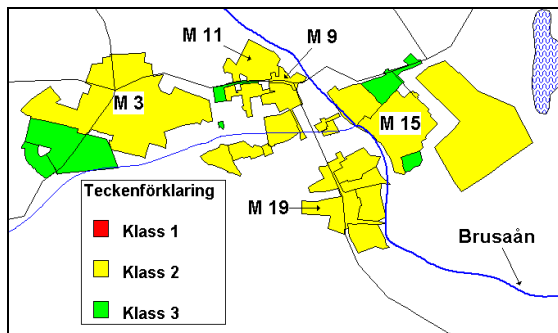 M 11
M 9
M 3
M 15
Teckenförklaring
Klass 1
M 19
Klass 2
Brusaån
Klass 3